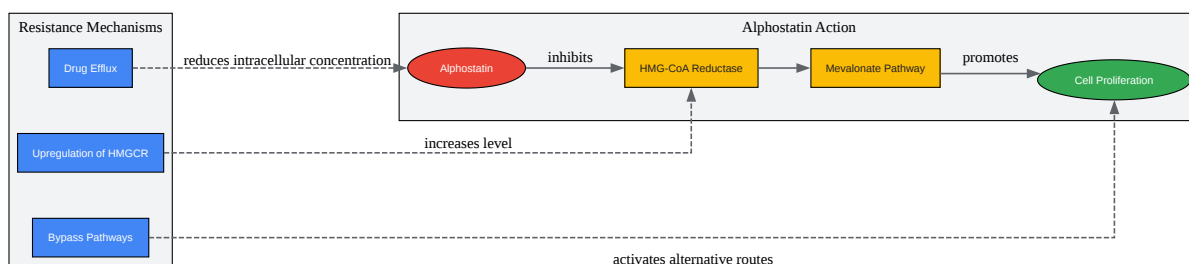 Resistance Mechanisms
Alphostatin Action
Drug Efflux
reduces intracellular concentration
Alphostatin
inhibits
HMG-CoA Reductase
Mevalonate Pathway
promotes
Cell Proliferation
Upregulation of HMGCR
increases level
Bypass Pathways
activates alternative routes